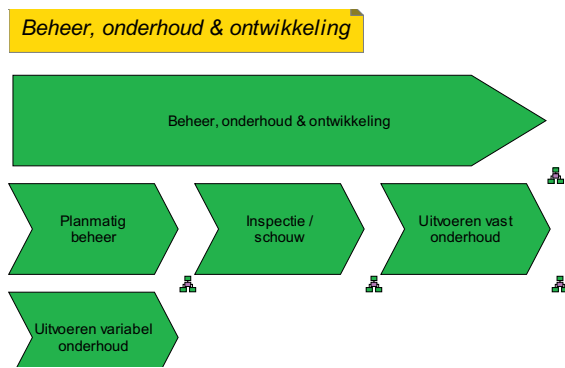 Beheer, onderhoud & ontwikkeling
Beheer, onderhoud & ontwikkeling
Planmatig
beheer
Inspectie /
schouw
Uitvoeren vast
onderhoud
Uitvoeren variabel
onderhoud